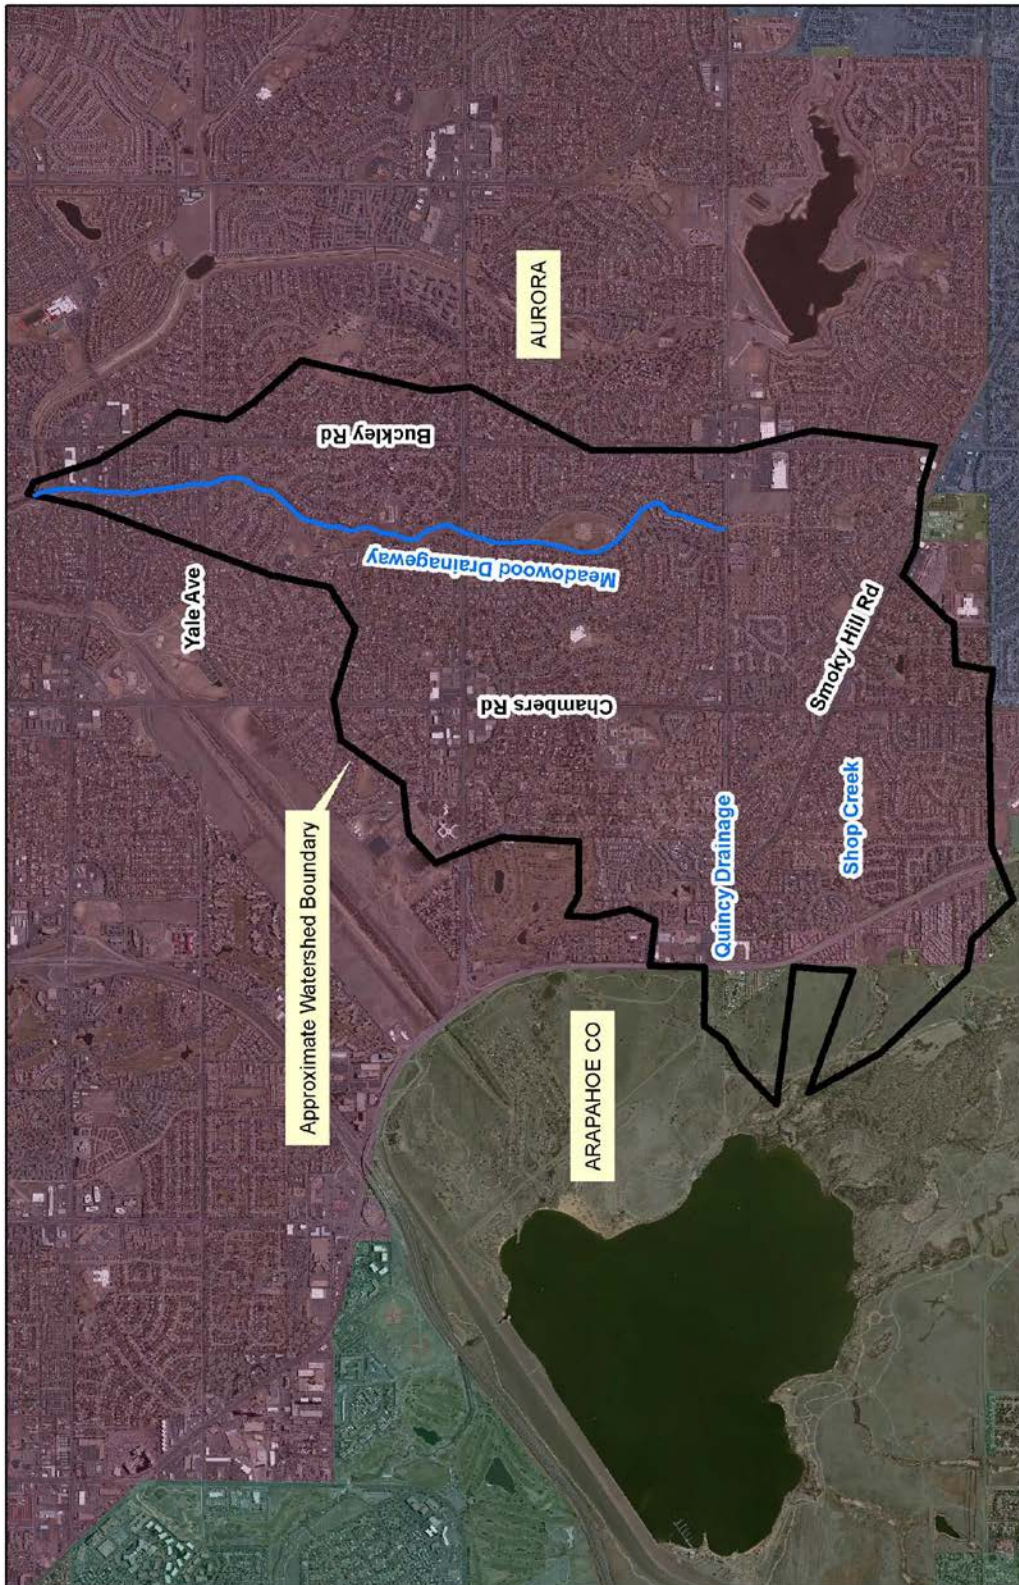 Yale Ave
Buckley Rd
AURORA
Approximate Watershed Boundary
Meadowood Drainageway
Chambers Rd
ARAPAHOE CO
Quincy Drainage
Smoky Hill Rd
Shop Creek